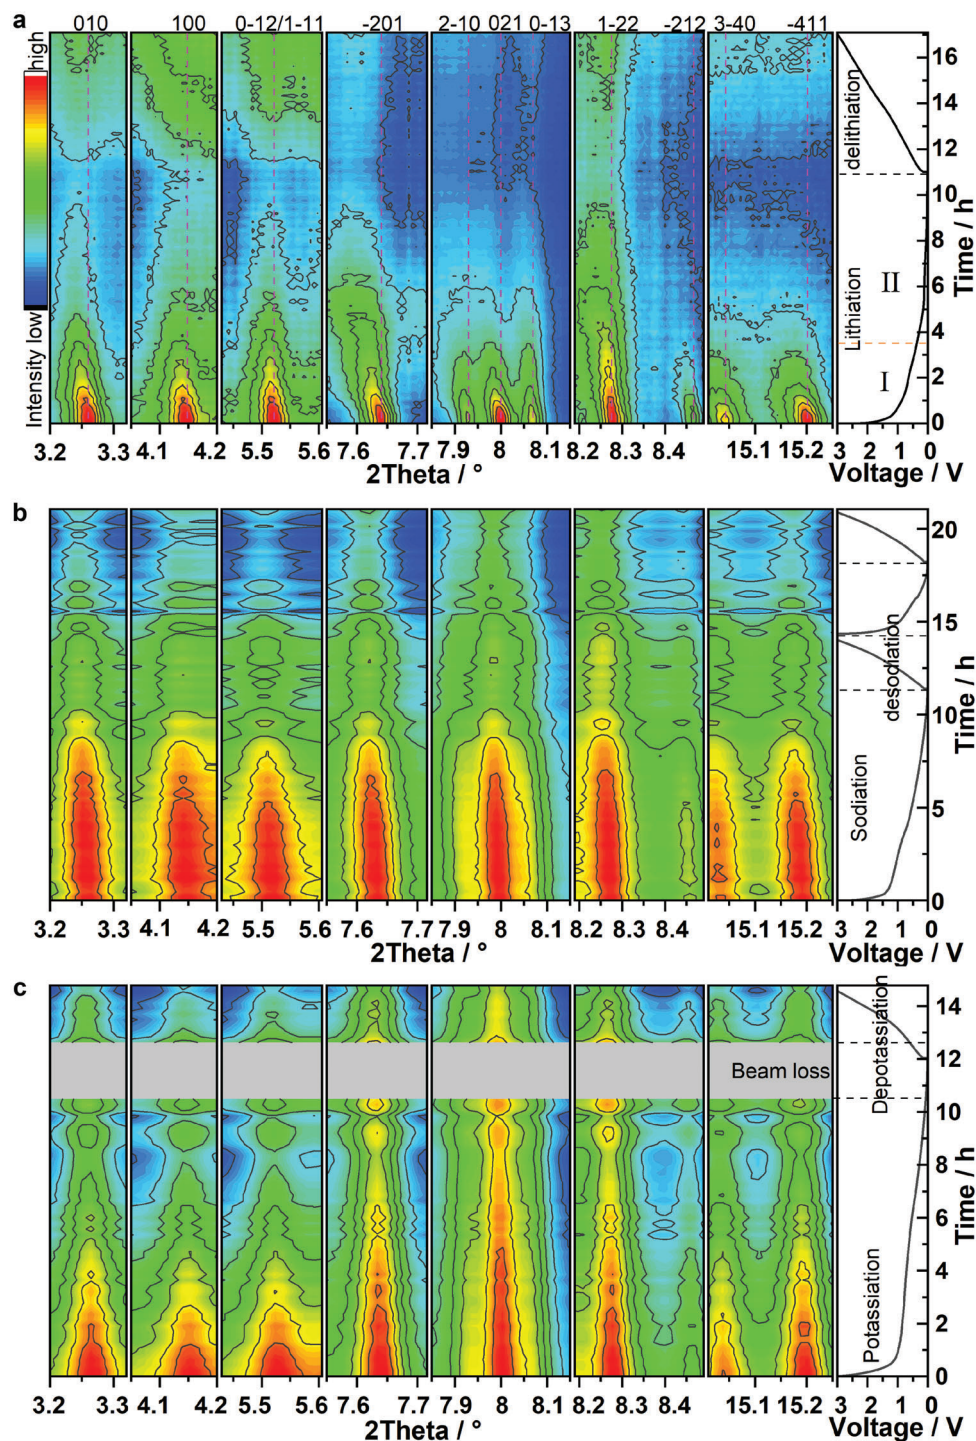 a 010 100 0-12/1-11 -201 2-10 021 0-13 1-22 -212 3-40 -411
high
Intensity low
delithiation
Lithiation
II
I
16
14
12
10
8
6
4
2
0
Time / h
3.2 3.3 4.1 4.2 5.5 5.6 7.6 7.7 7.9 8 8.1 8.2 8.3 8.4 15.1 15.2 3 2 1 0
2Theta / °
Voltage / V
b
desodiation
Sodiation
20
15
10
5
0
Time / h
3.2 3.3 4.1 4.2 5.5 5.6 7.6 7.7 7.9 8 8.1 8.2 8.3 8.4 15.1 15.2 3 2 1 0
2Theta / °
Voltage / V
c
Beam loss
Depotassiation
Potassiation
14
12
10
8
6
4
2
0
Time / h
3.2 3.3 4.1 4.2 5.5 5.6 7.6 7.7 7.9 8 8.1 8.2 8.3 8.4 15.1 15.2 3 2 1 0
2Theta / °
Voltage / V